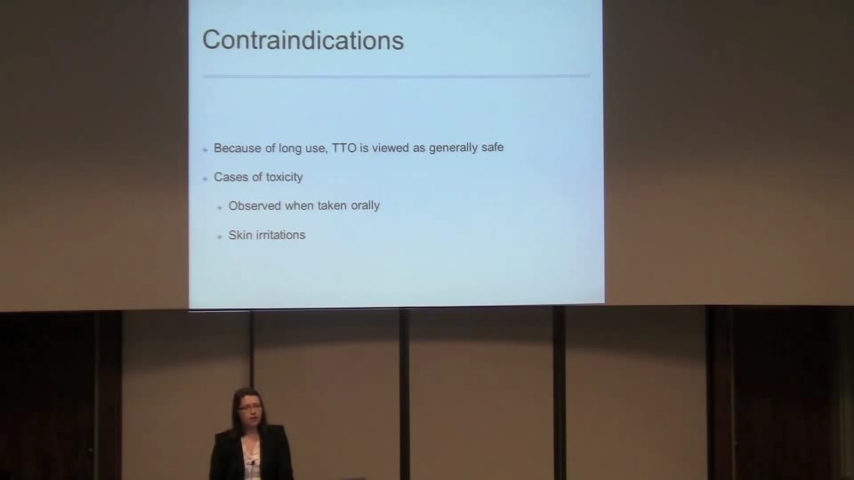 Contraindications
Because of long use, TTO is viewed as generally safe
Cases of toxicity
Observed when taken orally
Skin irritations